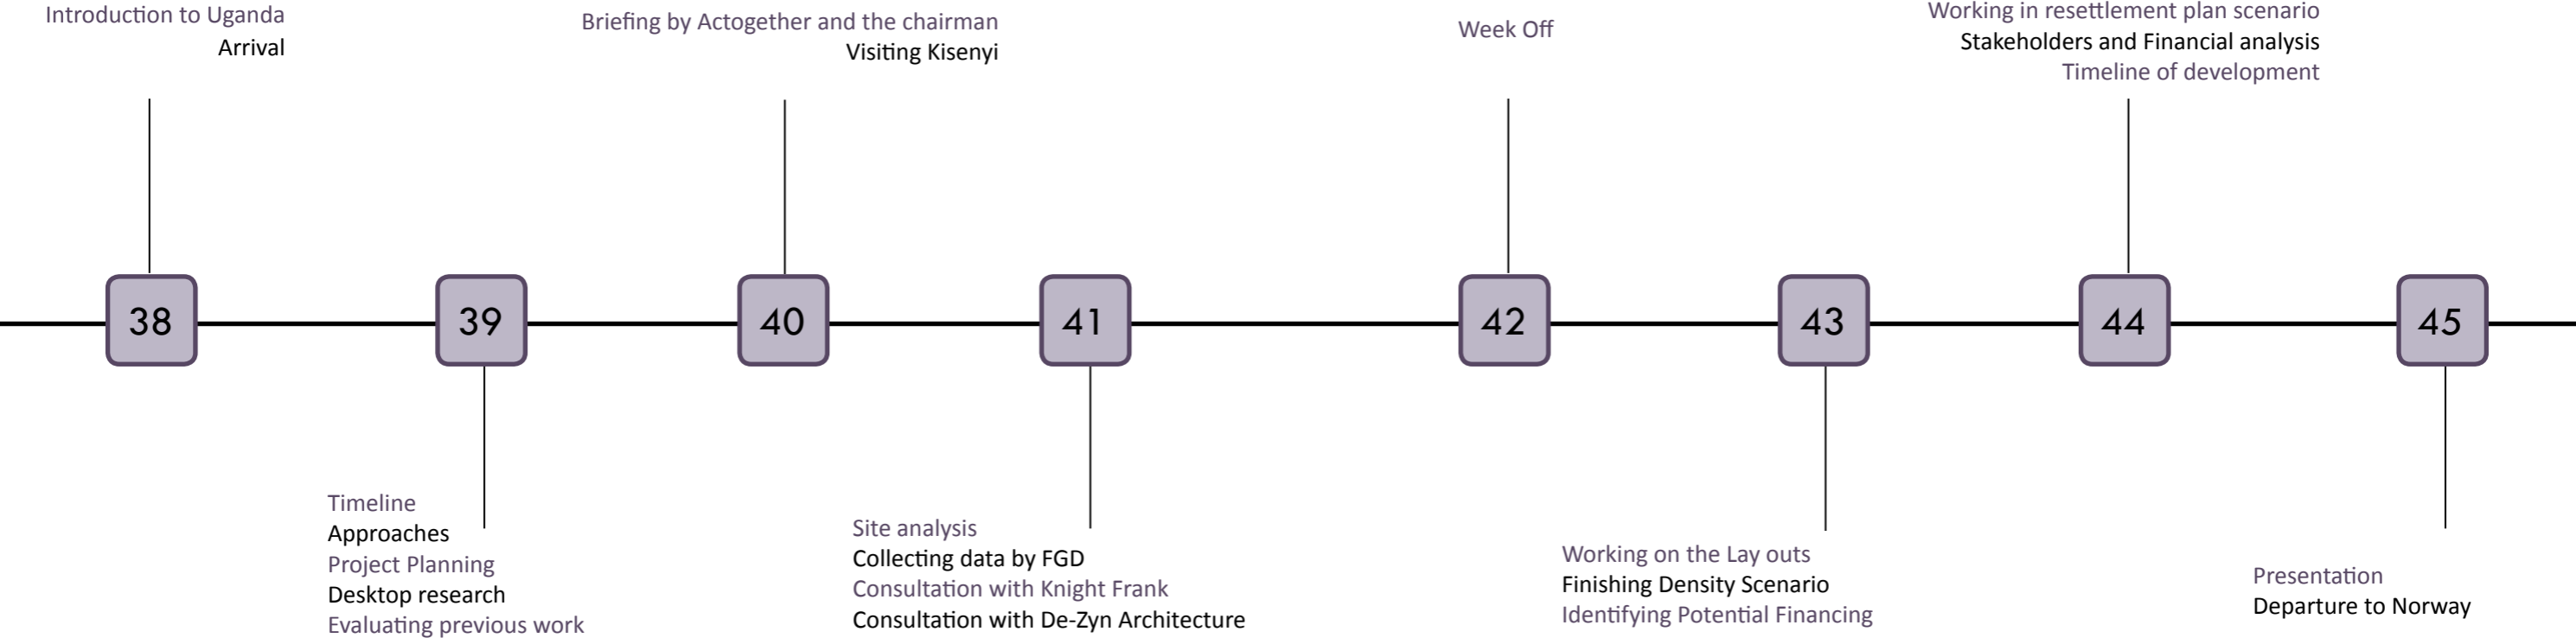 Introduction to Uganda
Arrival
Briefing by Actogether and the chairman
Visiting Kisenyi
Week Off
Working in resettlement plan scenario
Stakeholders and Financial analysis
Timeline of development
38
39
40
41
42
43
44
45
Timeline
Approaches
Project Planning
Desktop research
Evaluating previous work
Site analysis
Collecting data by FGD
Consultation with Knight Frank
Consultation with De-Zyn Architecture
Working on the Lay outs
Finishing Density Scenario
Identifying Potential Financing
Presentation
Departure to Norway